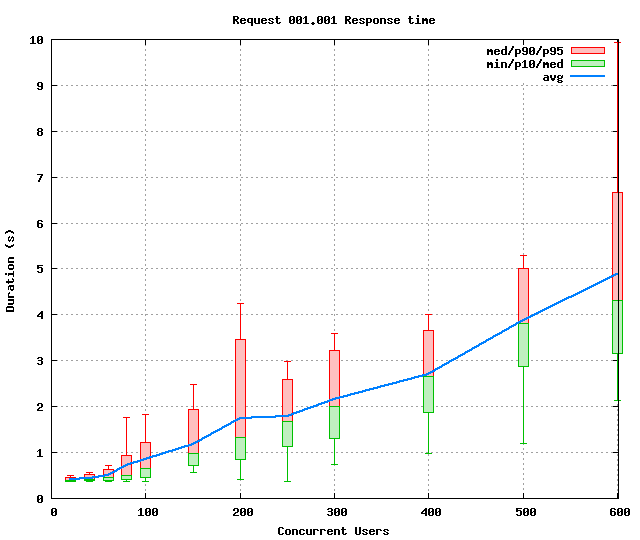 Request 001.001 Response time
med/p90/p95
min/p10/med
avg
10
9
8
7
6
5
4
3
2
1
0
Duration (s)
0 100 200 300 400 500 600
Concurrent Users